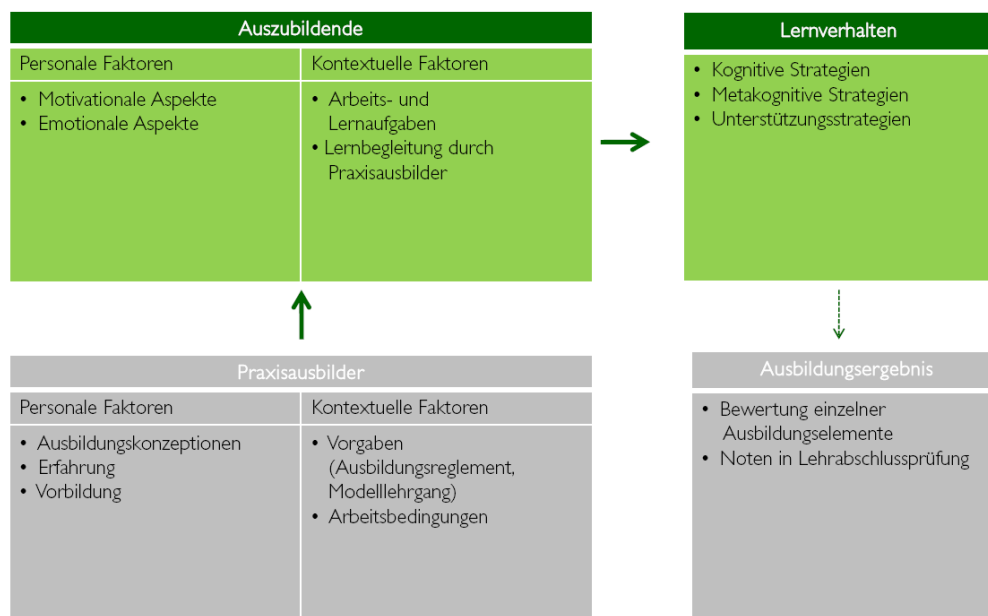 Auszubildende
Personale Faktoren
• Motivationale Aspekte
• Emotionale Aspekte
Kontextuelle Faktoren
• Arbeits- und
Lernaufgaben
• Lernbegleitung durch
Praxisausbilder
Lernverhalten
• Kognitive Strategien
• Metakognitive Strategien
• Unterstützungsstrategien
Praxisausbilder
Personale Faktoren
• Ausbildungskonzeptionen
• Erfahrung
• Vorbildung
Kontextuelle Faktoren
• Vorgaben
(Ausbildungsreglement,
Modelllehrgang)
• Arbeitsbedingungen
Ausbildungsergebnis
• Bewertung einzelner
Ausbildungselemente
• Noten in Lehrabschlussprüfung